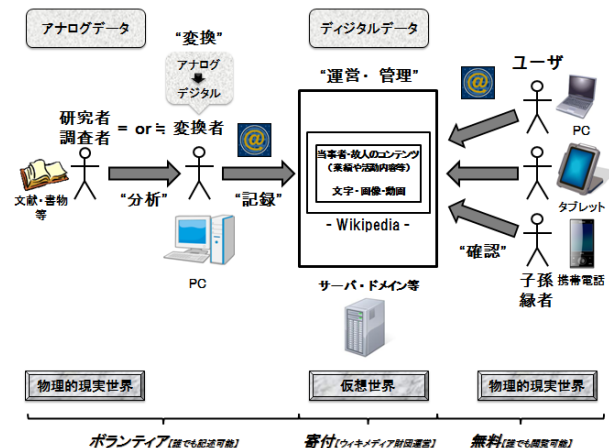 アナログデータ
"変換"
ディジタルデータ
アナログ
デジタル
"運営・ 管理"
ユーザ
研究者
調査者
= or≒ 変換者
PC
当事者・故人のコンテンツ
(業績や活動内容等)
文字・画像・動画
文献・書物
等
"分析"
"記録"
タブレット
- Wikipedia -
"確認"
PC
サーバ・ドメイン等
子孫
縁者
携帯電話
物理的現実世界
仮想世界
物理的現実世界
ボランティア【誰でも記述可能】
寄付【ウィキメディア財団運営】
無料【誰でも閲覧可能】